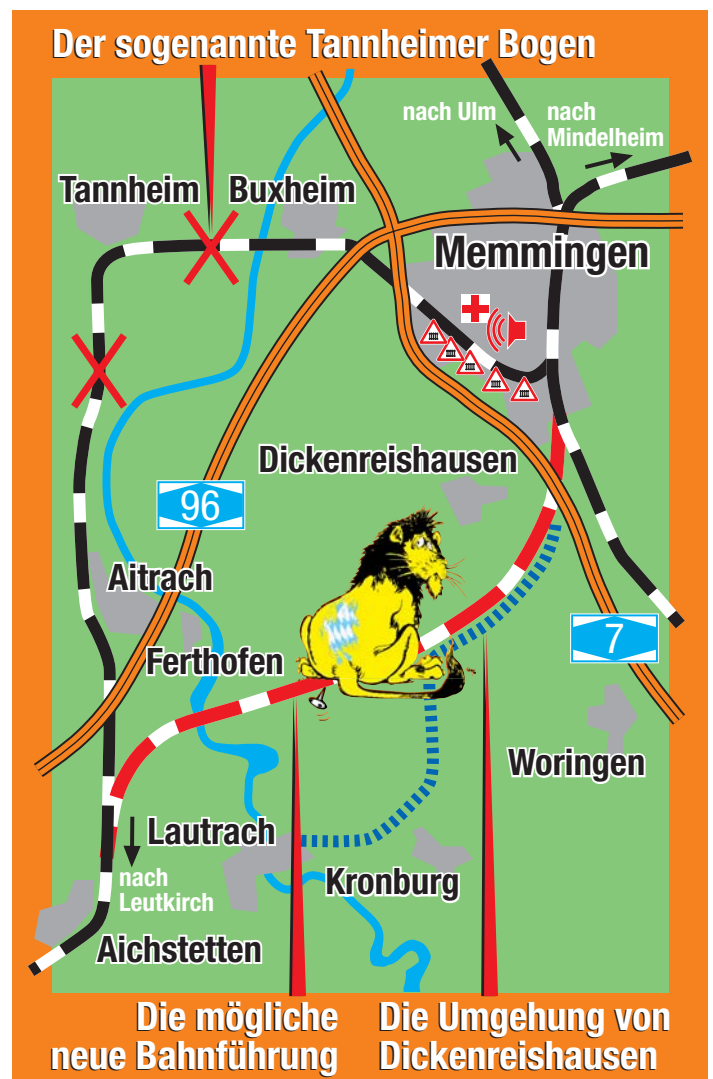 Der sogenannte Tannheimer Bogen
nach Ulm
nach
Mindelheim
Tannheim
Buxheim
Memmingen
Dickenreishausen
96
Aitrach
7
Ferthofen
Woringen
Lautrach
nach
Leutkirch
Kronburg
Aichstetten
Die mögliche
neue Bahnführung
Die Umgehung von
Dickenreishausen